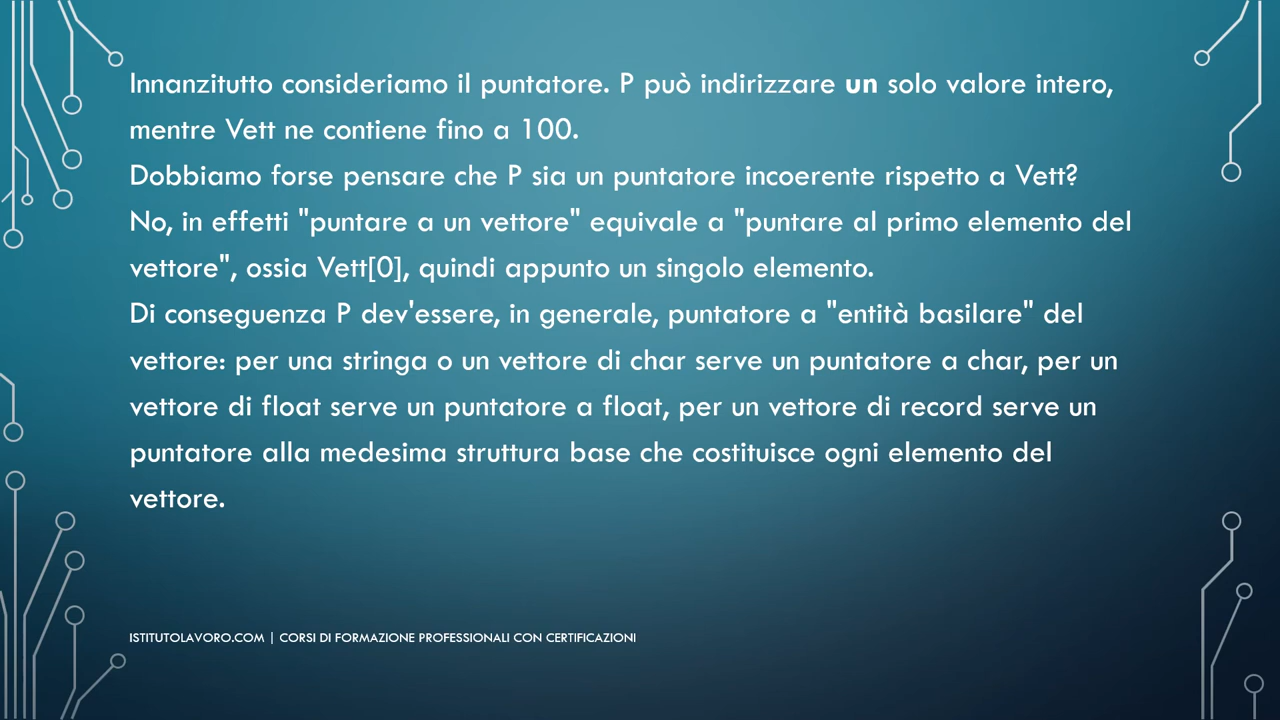 Innanzitutto consideriamo il puntatore. P può indirizzare un solo valore intero,
mentre Vett ne contiene fino a 100.
Dobbiamo forse pensare che P sia un puntatore incoerente rispetto a Vett?
No, in effetti "puntare a un vettore" equivale a "puntare al primo elemento del
vettore", ossia Vett[0], quindi appunto un singolo elemento.
Di conseguenza P dev'essere, in generale, puntatore a "entità basilare" del
vettore: per una stringa o un vettore di char serve un puntatore a char, per un
vettore di float serve un puntatore a float, per un vettore di record serve un
puntatore alla medesima struttura base che costituisce ogni elemento del
vettore.
ISTITUTOLAVORO.COM | CORSI DI FORMAZIONE PROFESSIONALI CON CERTIFICAZIONI